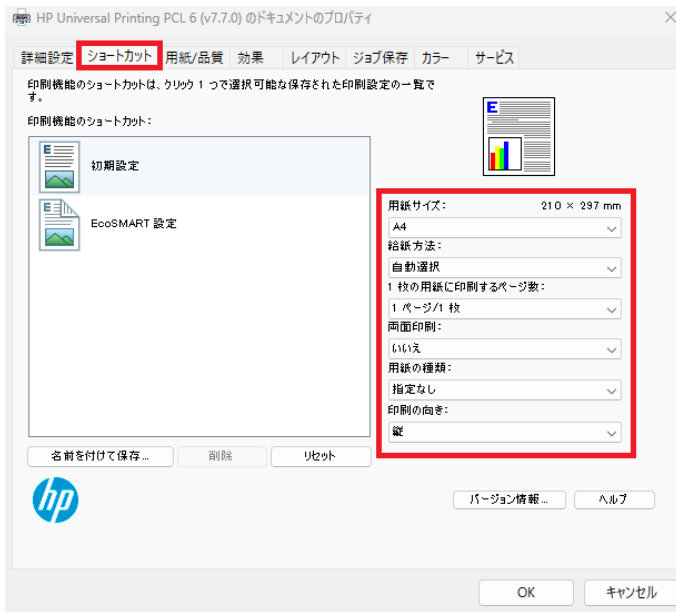 HP Universal Printing PCL 6 (v7.7.0) のドキュメントのプロパティ
詳細設定 ショートカット 用紙/品質 効果 レイアウト ジョブ保存 カラー サービス
印刷機能のショートカットは、クリック 1 つで選択可能な保存された印刷設定の一覧で
す。
印刷機能のショートカット:
初期設定
EcoSMART 設定
用紙サイズ: 210 × 297 mm
A4
給紙方法:
自動選択
1 枚の用紙に印刷するページ数:
1 ページ/1 枚
両面印刷:
いいえ
用紙の種類:
指定なし
印刷の向き:
縦
名前を付けて保存... 削除 リセット
hp
バージョン情報... ヘルプ
OK キャンセル